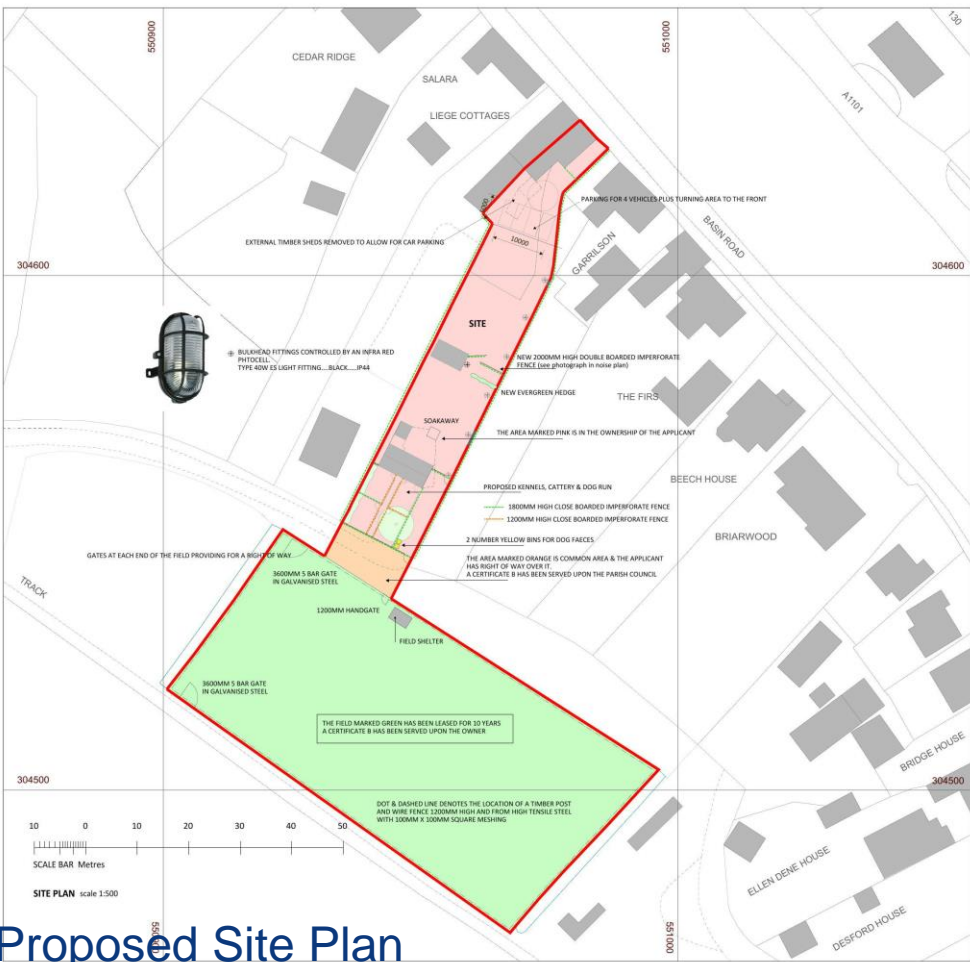 550900
551000
130
CEDAR RIDGE
SALARA
A1101
LIEGE COTTAGES
PARKING FOR 4 VEHICLES PLUS TURNING AREA TO THE FRONT
BASIN ROAD
EXTERNAL TIMBER SHEDS REMOVED TO ALLOW FOR CAR PARKING
10000
GARRILSON
304600
304600
SITE
BULKHEAD FITTINGS CONTROLLED BY AN INFRA RED
PHTOCELL.
TYPE 40W ES LIGHT FITTING....BLACK.....IP44
NEW 2000MM HIGH DOUBLE BOARDED IMPERFORATE
FENCE (see photograph in noise plan)
NEW EVERGREEN HEDGE
THE FIRS
SOAKAWAY
THE AREA MARKED PINK IS IN THE OWNERSHIP OF THE APPLICANT
BEECH HOUSE
PROPOSED KENNELS, CATTERY & DOG RUN
1800MM HIGH CLOSE BOARDED IMPERFORATE FENCE
1200MM HIGH CLOSE BOARDED IMPERFORATE FENCE
BRIARWOOD
2 NUMBER YELLOW BINS FOR DOG FAECES
GATES AT EACH END OF THE FIELD PROVIDING FOR A RIGHT OF WAY
THE AREA MARKED ORANGE IS COMMON AREA & THE APPLICANT
HAS RIGHT OF WAY OVER IT.
A CERTIFICATE B HAS BEEN SERVED UPON THE PARISH COUNCIL
3600MM 5 BAR GATE
IN GALVANISED STEEL
TRACK
1200MM HANDGATE
FIELD SHELTER
3600MM 5 BAR GATE
IN GALVANISED STEEL
THE FIELD MARKED GREEN HAS BEEN LEASED FOR 10 YEARS
A CERTIFICATE B HAS BEEN SERVED UPON THE OWNER
BRIDGE HOUSE
304500
304500
DOT & DASHED LINE DENOTES THE LOCATION OF A TIMBER POST
AND WIRE FENCE 1200MM HIGH AND FROM HIGH TENSILE STEEL
WITH 100MM X 100MM SQUARE MESHING
10 0 10 20 30 40 50
SCALE BAR Metres
ELLEN DENE HOUSE
SITE PLAN scale 1:500
DESFORD HOUSE
551000
Proposed Site Plan